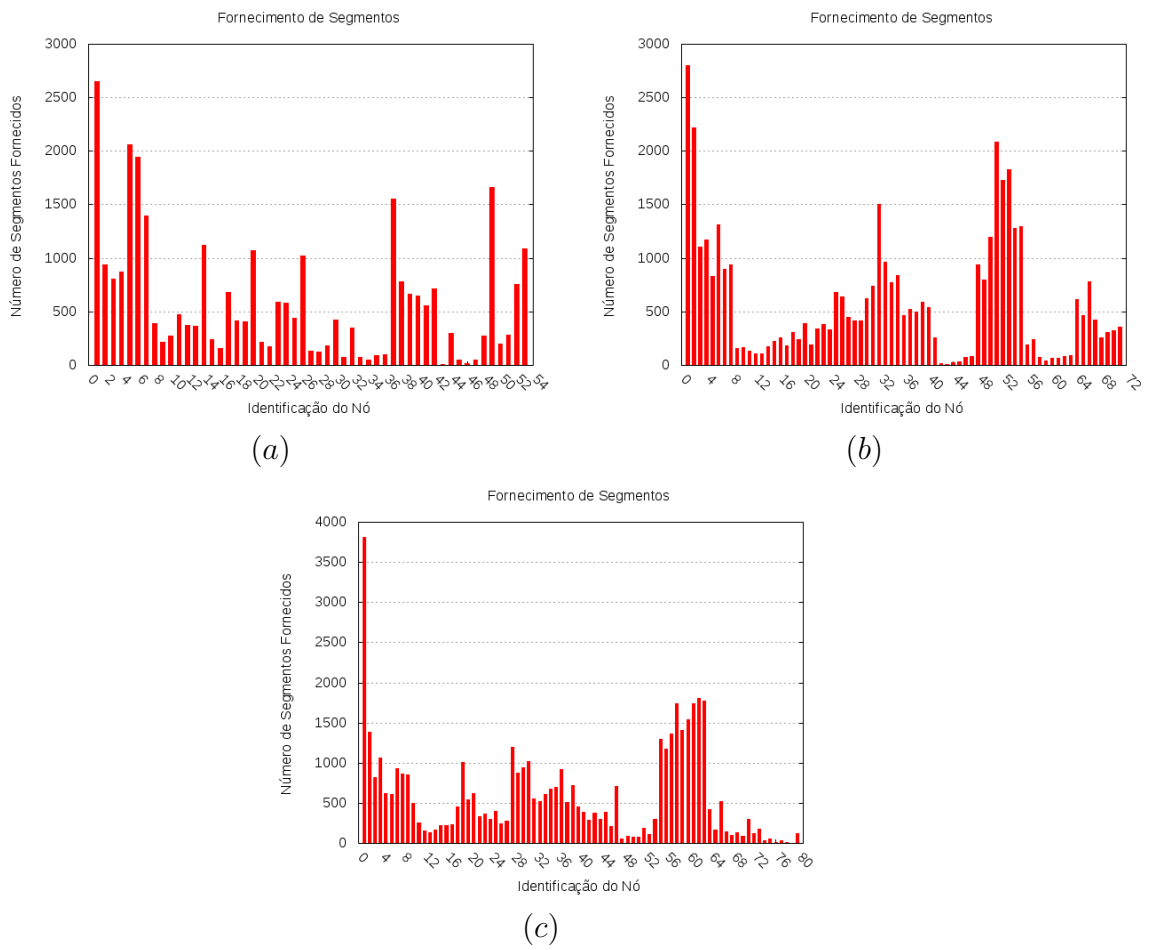 Fornecimento de Segmentos
3000
2500
2000
1500
1000
500
0
Número de Segmentos Fornecidos
0 2 4 6 8 10 12 14 16 18 20 22 24 26 28 30 32 34 36 38 40 42 44 46 48 50 52 54
Identificação do Nó
(a)
Fornecimento de Segmentos
3000
2500
2000
1500
1000
500
0
Número de Segmentos Fornecidos
0 4 8 12 16 20 24 28 32 36 40 44 48 52 56 60 64 68 72
Identificação do Nó
(b)
Fornecimento de Segmentos
4000
3500
3000
2500
2000
1500
1000
500
0
Número de Segmentos Fornecidos
0 4 8 12 16 20 24 28 32 36 40 44 48 52 56 60 64 68 72 76 80
Identificação do Nó
(c)